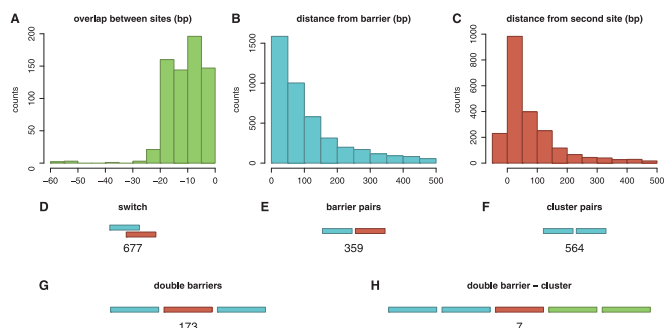 A overlap between sites (bp)
B distance from barrier (bp)
C distance from second site (bp)
counts
0 50 100 150 200
−60 −50 −40 −30 −20 −10 0
counts
0 500 1000 1500
0 100 200 300 400 500
counts
0 200 400 600 800 1000
0 100 200 300 400 500
D switch
677
E barrier pairs
359
F cluster pairs
564
G double barriers
173
H double barrier − cluster
7